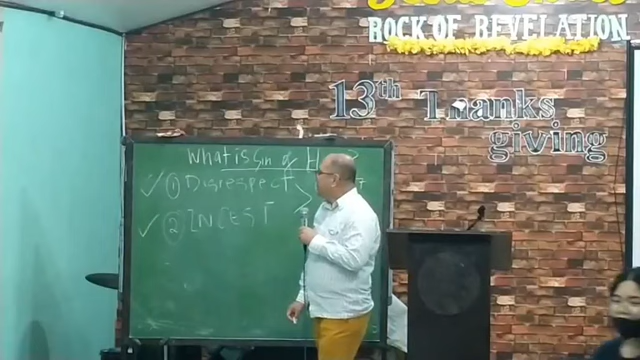 ROCK OF REVELATION
13th Thanks
giving
What is Sin of H
① Disrespect
② INCEST